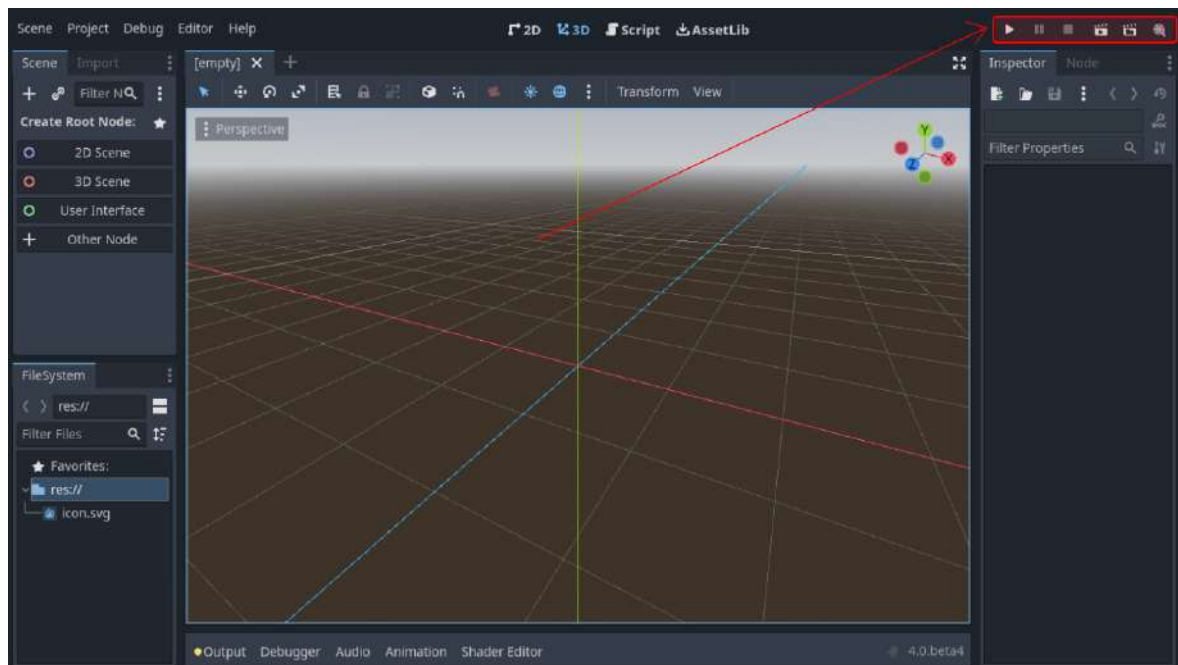 Scene Project Debug Editor Help
2D 3D Script AssetLib
Scene Import
[empty]
Inspector Node
Filter N
Transform View
Create Root Node:
Perspective
Y
X
Z
Filter Properties
2D Scene
3D Scene
User Interface
Other Node
FileSystem
res://
Filter Files
Favorites:
res://
icon.svg
Output Debugger Audio Animation Shader Editor
4.0.beta4